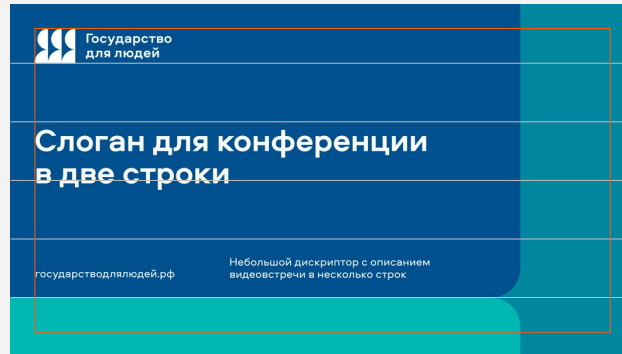 Государство
для людей
Слоган для конференции
в две строки
государстводлялюдей.рф
Небольшой дискриптор с описанием
видеовстречи в несколько строк